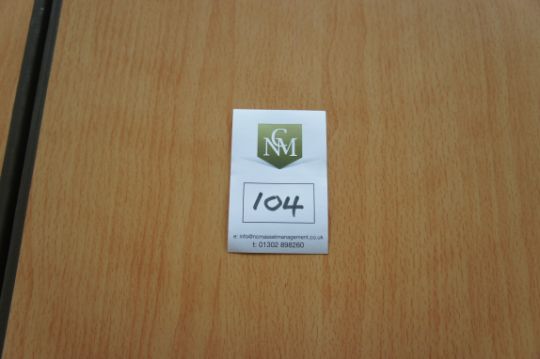 NCM
104
e: info@ncmassetmanagement.co.uk
t: 01302 898260